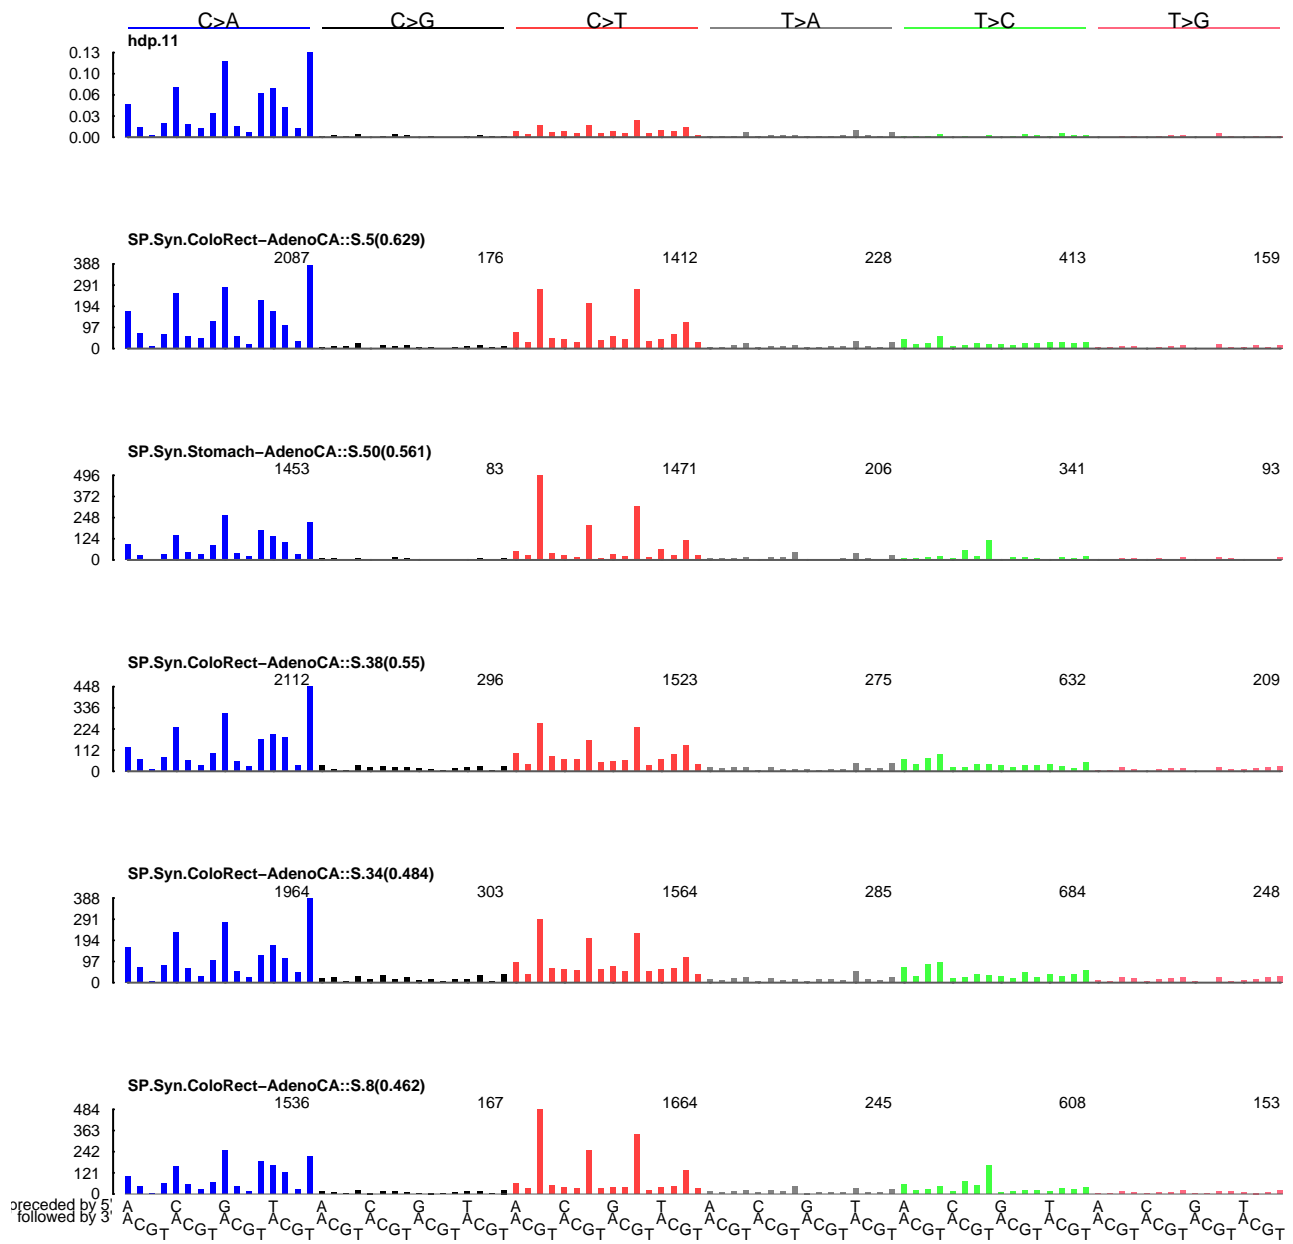 C>A C>G C>T T>A T>C T>G
hdp.11
0.13
0.10
0.06
0.03
0.00
SP.Syn.ColoRect−AdenoCA::S.5(0.629)
2087 176 1412 228 413 159
388
291
194
97
0
SP.Syn.Stomach−AdenoCA::S.50(0.561)
1453 83 1471 206 341 93
496
372
248
124
0
SP.Syn.ColoRect−AdenoCA::S.38(0.55)
2112 296 1523 275 632 209
448
336
224
112
0
SP.Syn.ColoRect−AdenoCA::S.34(0.484)
1964 303 1564 285 684 248
388
291
194
97
0
SP.Syn.ColoRect−AdenoCA::S.8(0.462)
1536 167 1664 245 608 153
484
363
242
121
0
preceded by 5' A C G T A C G T A C G T A C G T A C G T A C G T
followed by 3' A C G T A C G T A C G T A C G T A C G T A C G T A C G T A C G T A C G T A C G T A C G T A C G T A C G T A C G T A C G T A C G T A C G T A C G T A C G T A C G T A C G T A C G T A C G T A C G T